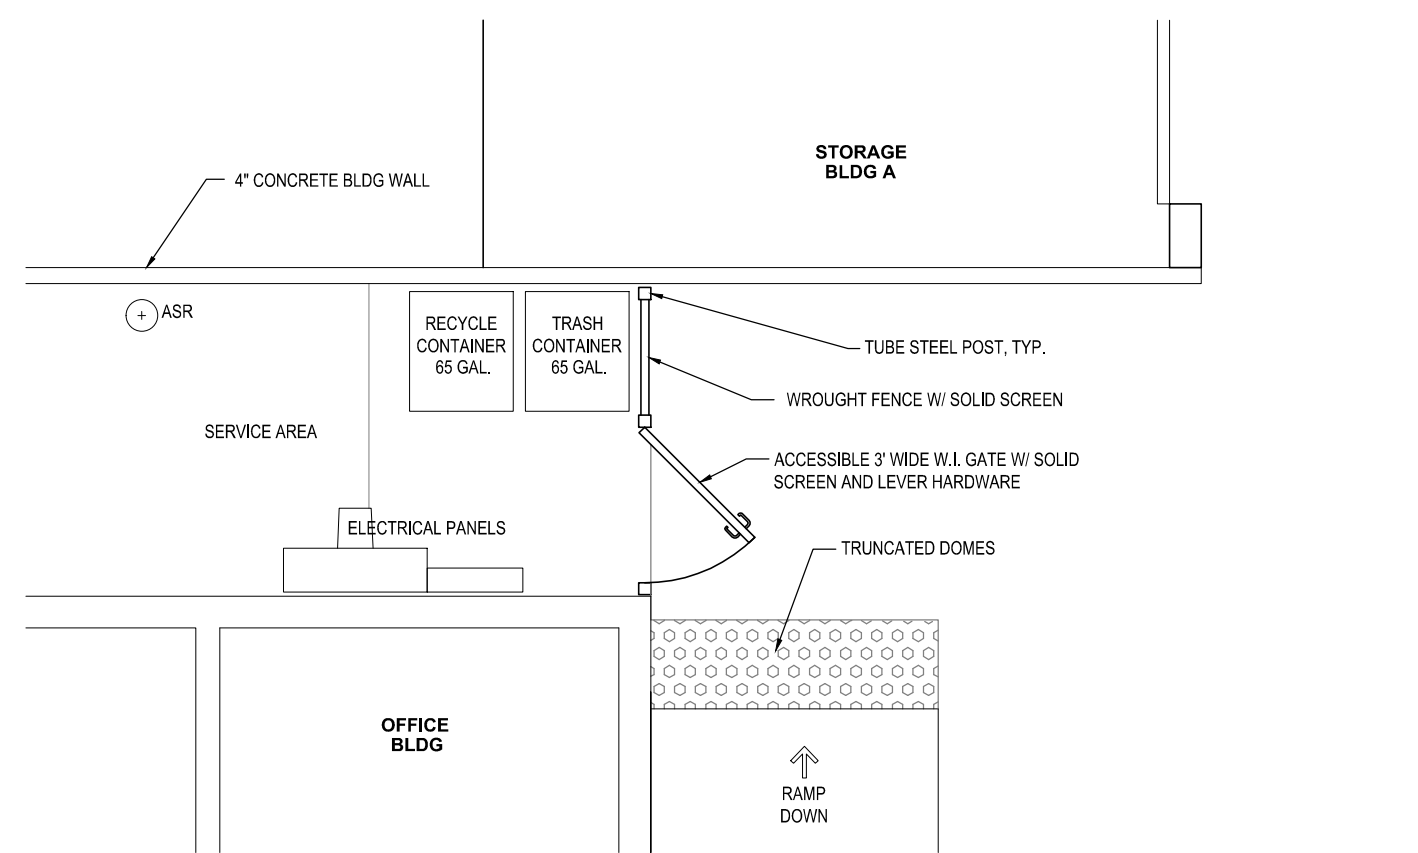 STORAGE
BLDG A
4" CONCRETE BLDG WALL
ASR
RECYCLE
CONTAINER
65 GAL.
TRASH
CONTAINER
65 GAL.
TUBE STEEL POST, TYP.
WROUGHT FENCE W/ SOLID SCREEN
SERVICE AREA
ACCESSIBLE 3' WIDE W.I. GATE W/ SOLID
SCREEN AND LEVER HARDWARE
ELECTRICAL PANELS
TRUNCATED DOMES
OFFICE
BLDG
RAMP
DOWN